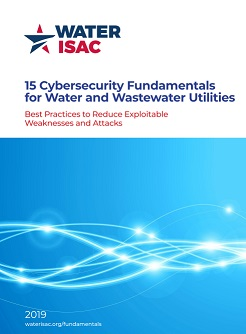 WATER
ISAC
15 Cybersecurity Fundamentals
for Water and Wastewater Utilities
Best Practices to Reduce Exploitable
Weaknesses and Attacks
2019
waterisac.org/fundamentals